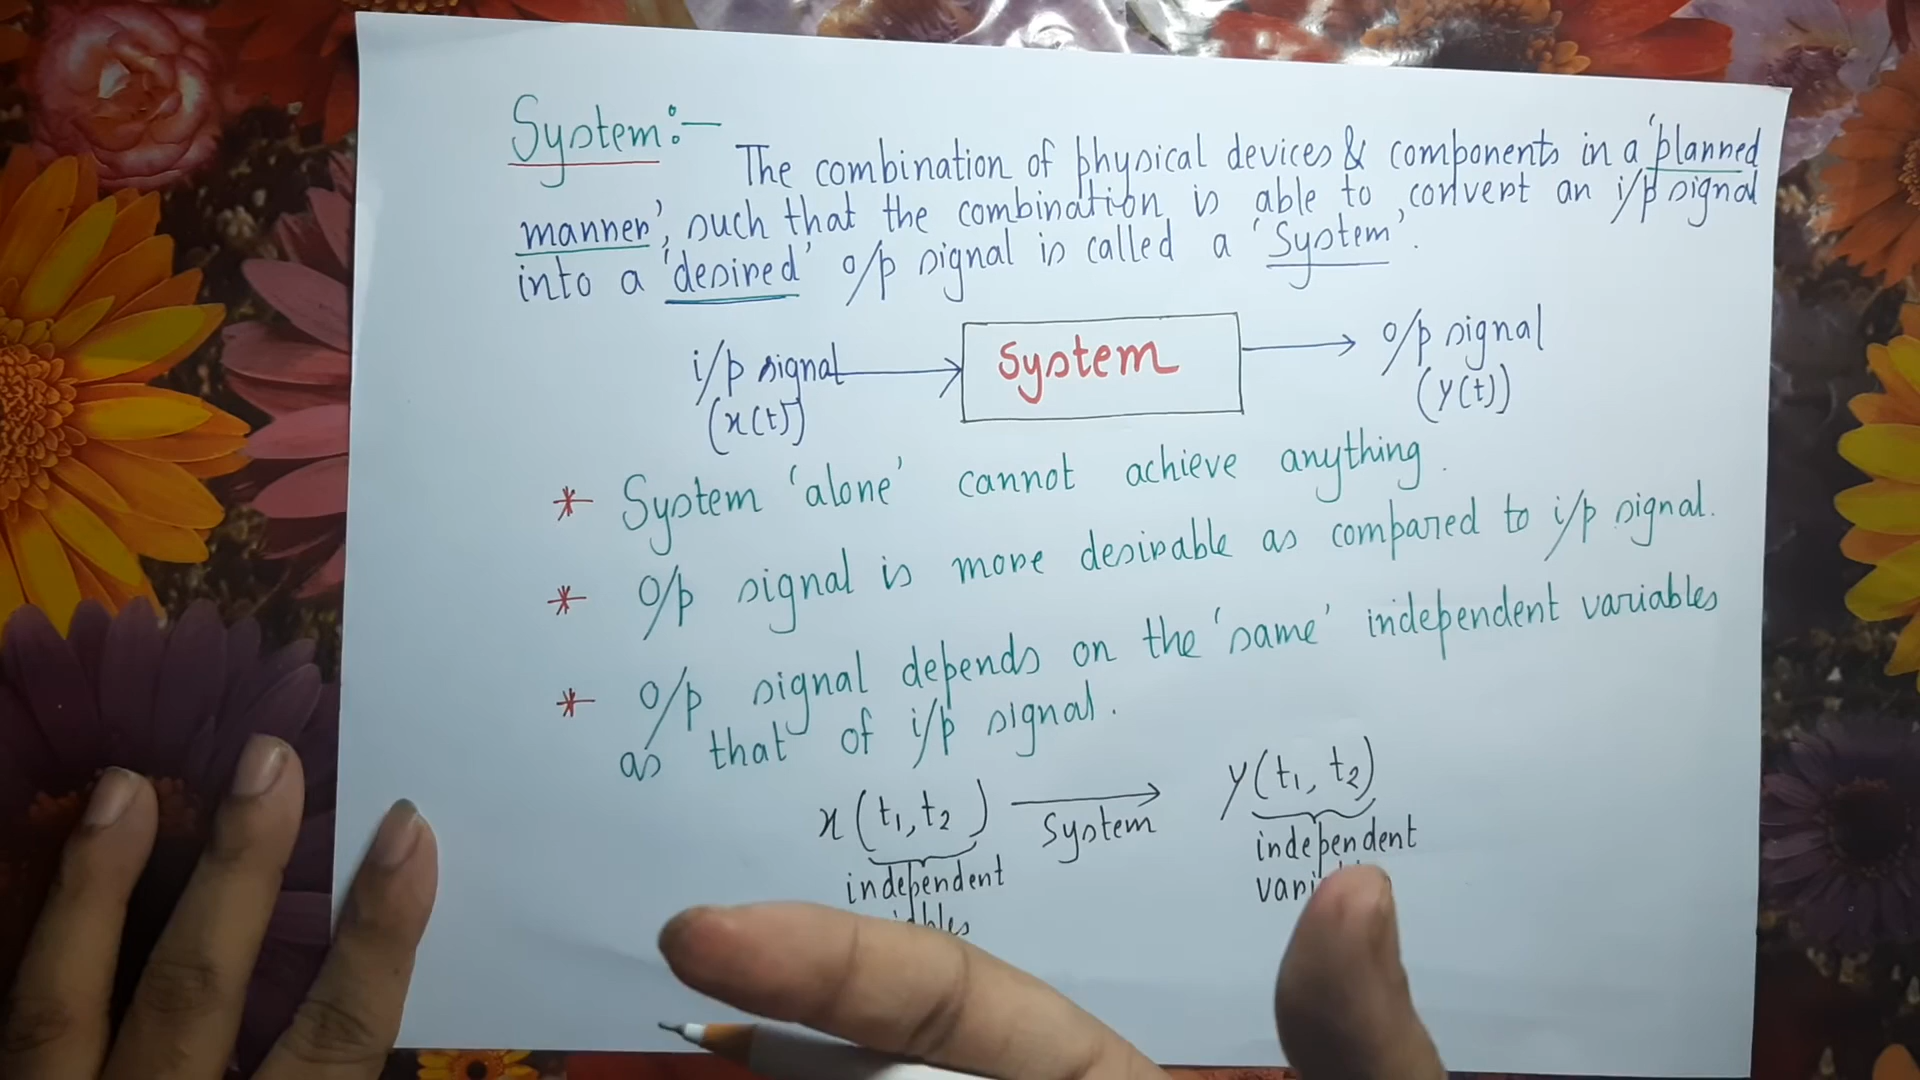 System:-
The combination of physical devices & components in a 'planned
manner', such that the combination is able to convert an i/p signal
into a 'desired' o/p signal is called a 'System'.
i/p signal
(x(t))
System
o/p signal
(y(t))
* System 'alone' cannot achieve anything.
* O/p signal is more desirable as compared to i/p signal.
* O/p signal depends on the 'same' independent variables
as that of i/p signal.
x(t₁, t₂)
System
y(t₁, t₂)
independent
independent